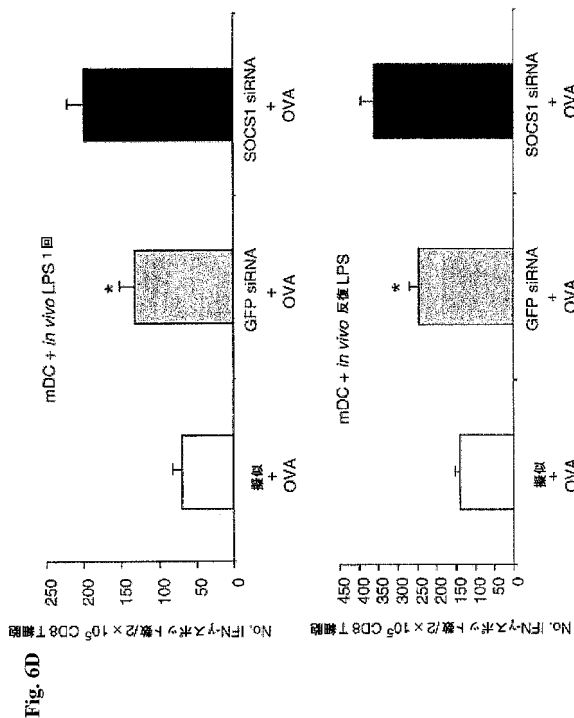 Fig. 6D
mDC + in vivo LPS 1回
No. IFN-γスポット数/2×10⁵ CD8 T細胞
250
200
150
100
50
0
*
擬似
+
OVA
GFP siRNA
+
OVA
SOCS1 siRNA
+
OVA
mDC + in vivo 反復 LPS
No. IFN-γスポット数/2×10⁵ CD8 T細胞
450
400
350
300
250
200
150
100
50
0
*
擬似
+
OVA
GFP siRNA
+
OVA
SOCS1 siRNA
+
OVA